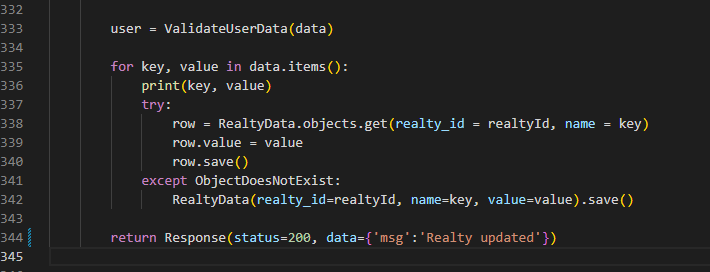 332
333 user = ValidateUserData(data)
334
335 for key, value in data.items():
336 print(key, value)
337 try:
338 row = RealtyData.objects.get(realty_id = realtyId, name = key)
339 row.value = value
340 row.save()
341 except ObjectDoesNotExist:
342 RealtyData(realty_id=realtyId, name=key, value=value).save()
343
344 return Response(status=200, data={'msg':'Realty updated'})
345